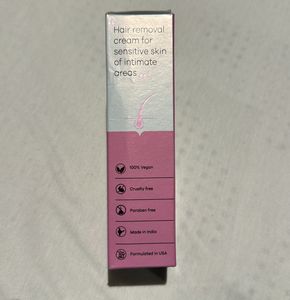 Hair removal
cream for
sensitive skin
of intimate
areas
100% Vegan
Cruelty free
Paraben free
Made in India
Formulated in USA